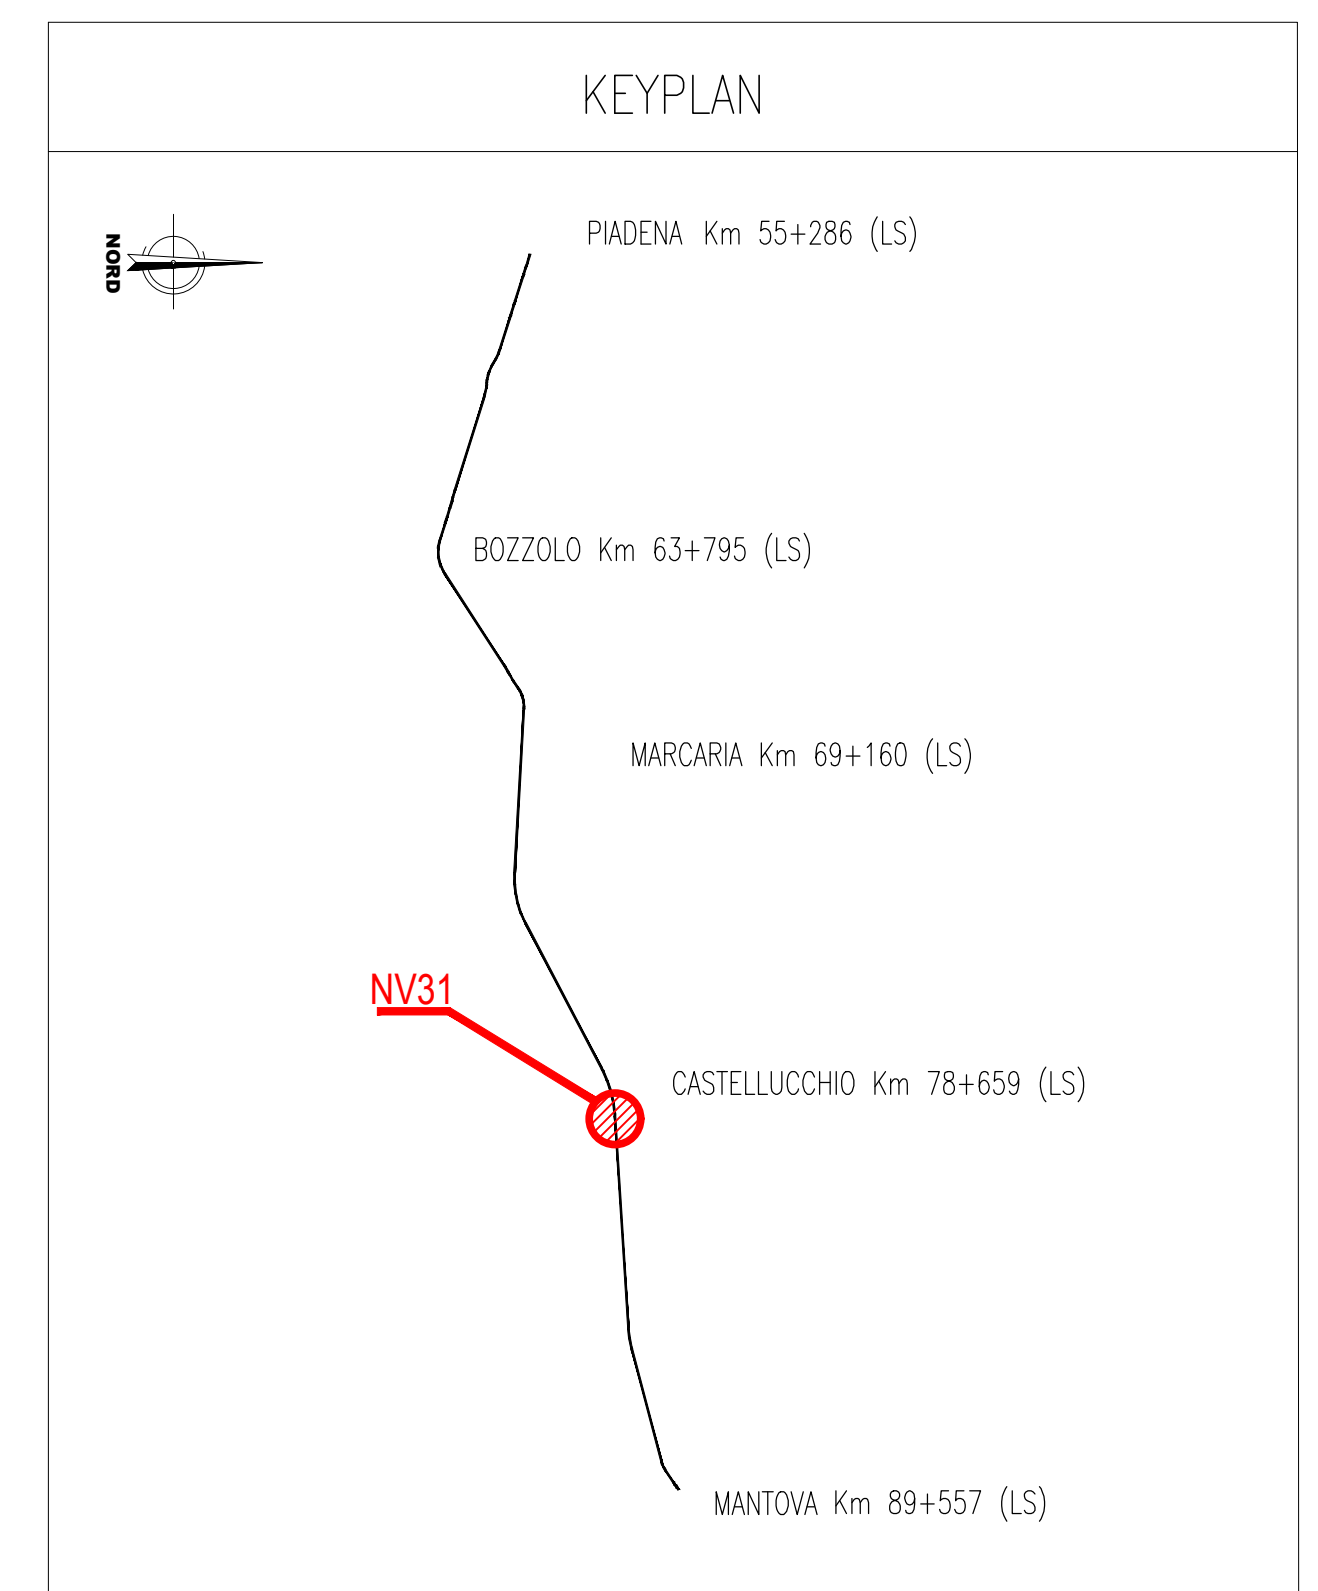 KEYPLAN
NORD
PIADENA Km 55+286 (LS)
BOZZOLO Km 63+795 (LS)
MARCARIA Km 69+160 (LS)
NV31
CASTELLUCCHIO Km 78+659 (LS)
MANTOVA Km 89+557 (LS)